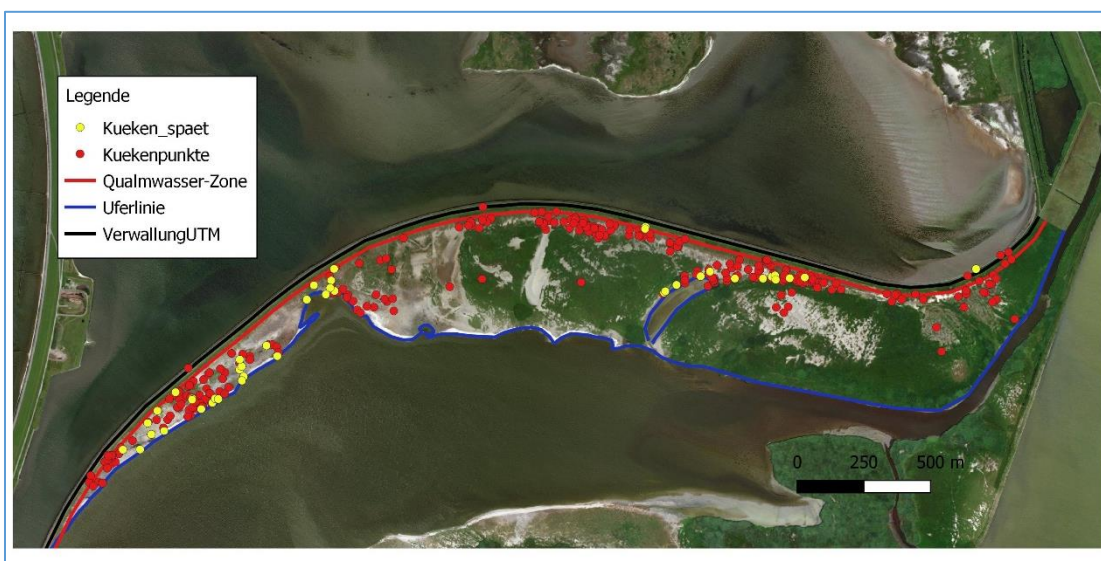 Legende
Kueken_spaet
Kuekenpunkte
Qualmwasser-Zone
Uferlinie
VerwallungUTM
0 250 500 m